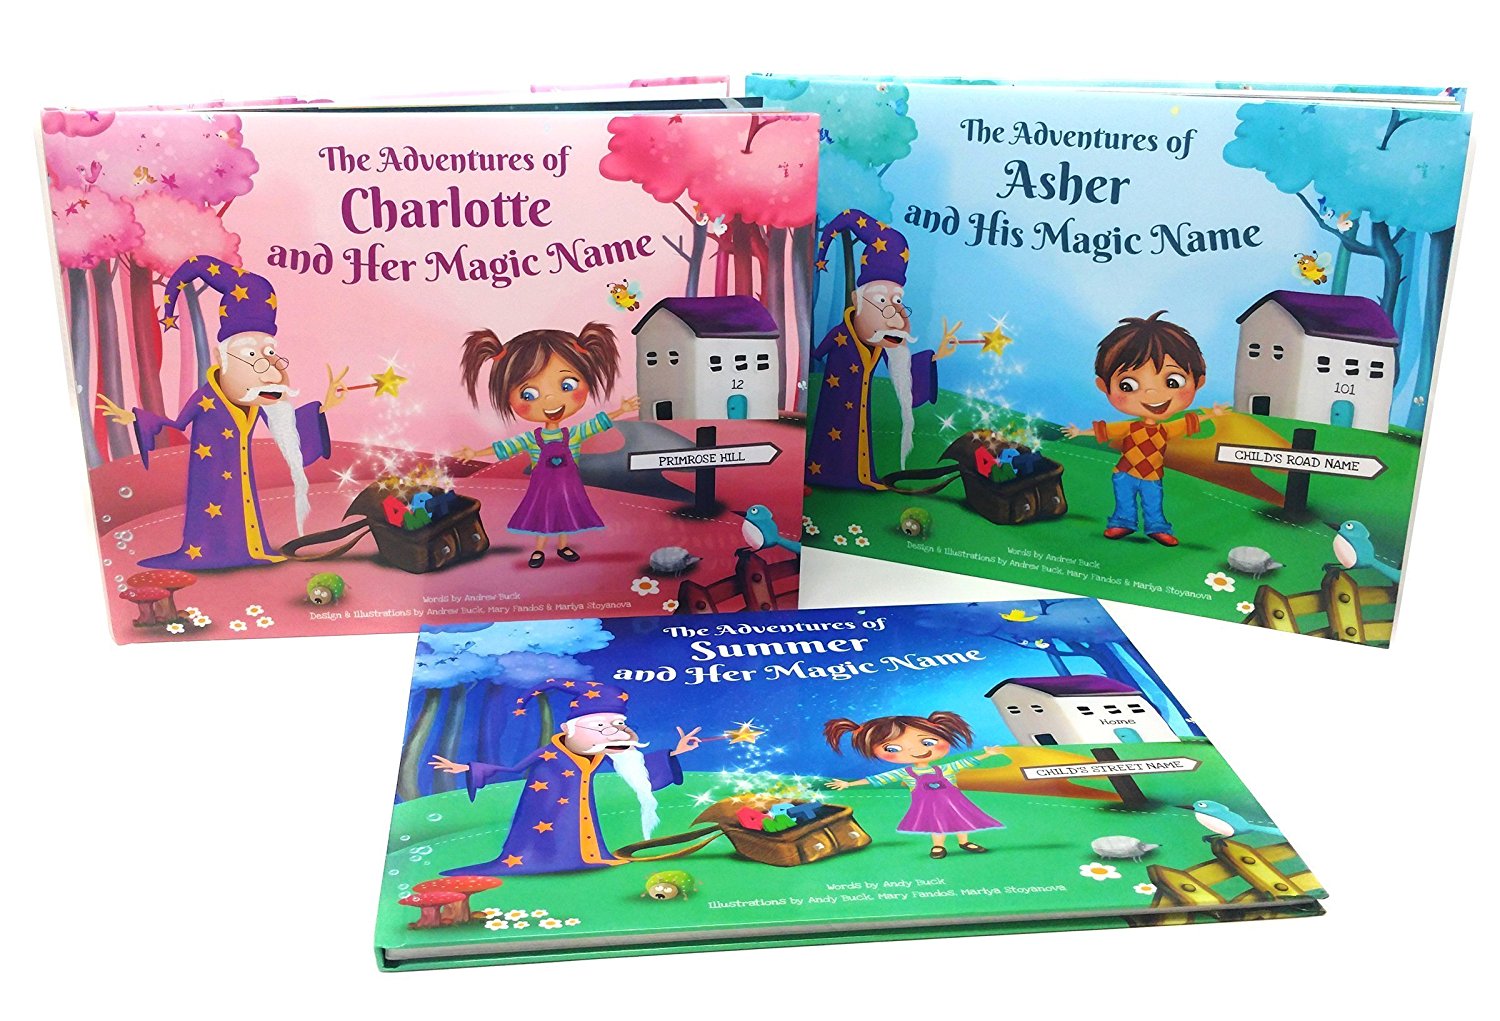 The Adventures of
Charlotte
and Her Magic Name
12
PRIMROSE HILL
Words by Andrew Buck
Design & Illustrations by Andrew Buck, Mary Fandos & Mariya Stoyanova
The Adventures of
Asher
and His Magic Name
101
CHILD'S ROAD NAME
Words by Andrew Buck
Design & Illustrations by Andrew Buck, Mary Fandos & Mariya Stoyanova
The Adventures of
Summer
and Her Magic Name
Home
CHILD'S STREET NAME
Words by Andy Buck
Illustrations by Andy Buck, Mary Fandos, Mariya Stoyanova